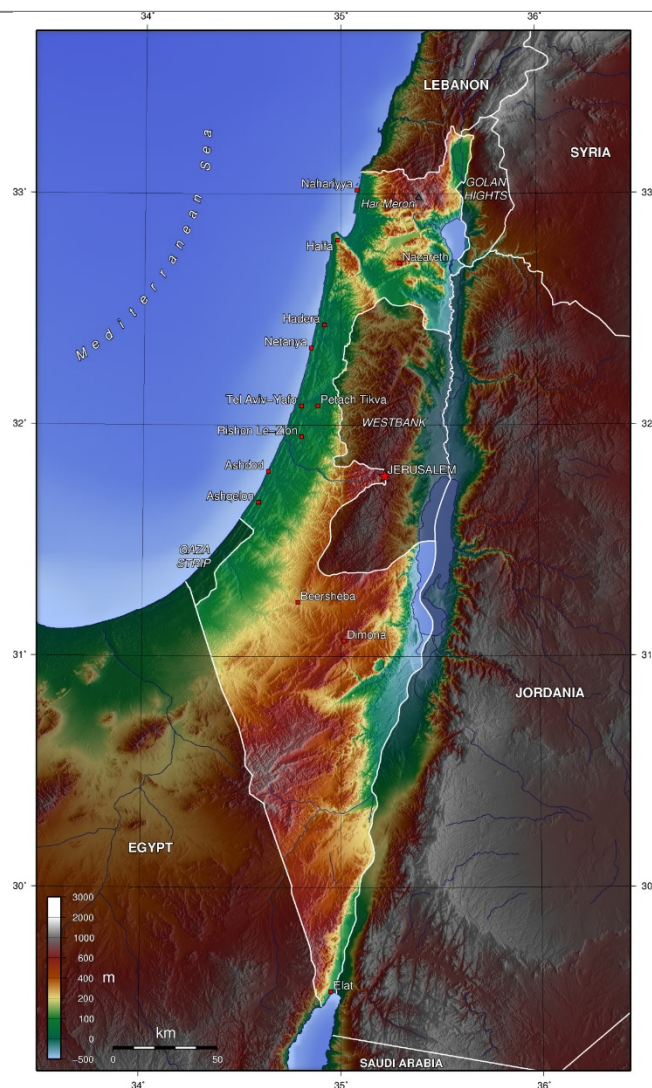 34˚
35˚
36˚
LEBANON
SYRIA
33˚
33˚
Nahariyya
GOLAN
HIGHTS
Har Meron
Mediterranean Sea
Haifa
Nazareth
Hadera
Netanya
Tel Aviv-Yafo
Petach Tikva
32˚
32˚
WESTBANK
Rishon Le-Zion
JERUSALEM
Ashdod
Ashqelon
GAZA
STRIP
Beersheba
Dimona
31˚
31˚
JORDANIA
EGYPT
30˚
30˚
3000
2000
1000
600
400
200
100
0
-500
m
km
0
50
Elat
SAUDI ARABIA
34˚
35˚
36˚